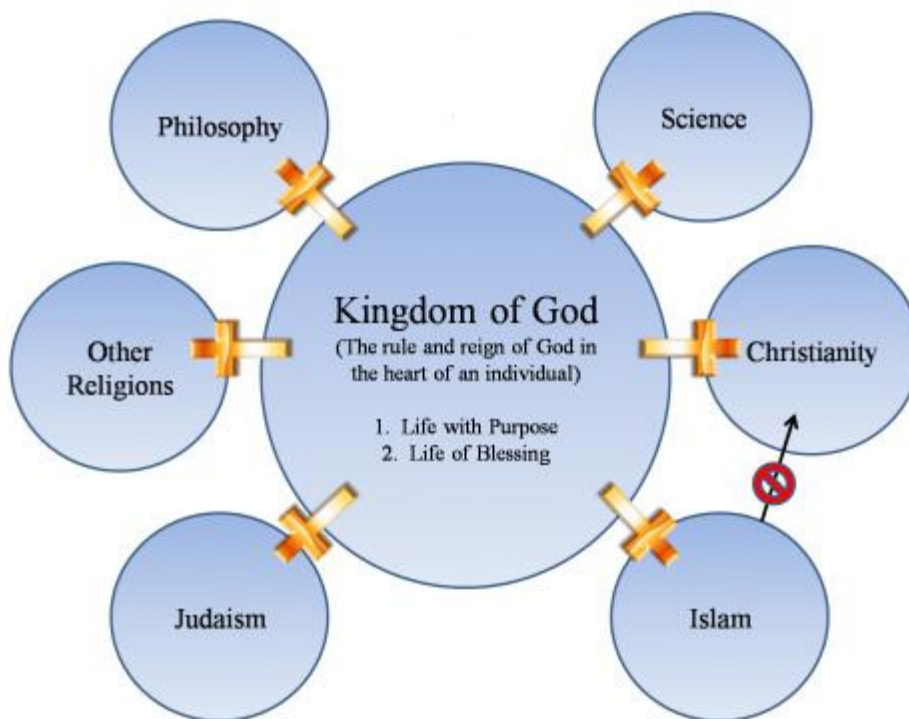 Philosophy
Science
Kingdom of God
(The rule and reign of God in
the heart of an individual)
1. Life with Purpose
2. Life of Blessing
Other
Religions
Christianity
Judaism
Islam